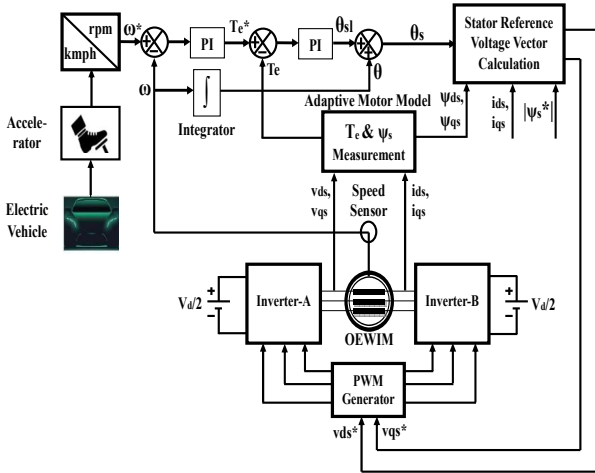 rpm
kmph
ω*
+
-
PI
Te*
+
-
Te
PI
θsl
+
+
θs
θ
Stator Reference
Voltage Vector
Calculation
ω
∫
Integrator
Adaptive Motor Model
Te & ψs
Measurement
ψds,
ψqs
ids,
iqs
|ψs*|
Accele-
rator
Electric
Vehicle
vds,
vqs
Speed
Sensor
ids,
iqs
Vd/2
+
-
Inverter-A
OEWIM
Inverter-B
+
-
Vd/2
PWM
Generator
vds*
vqs*